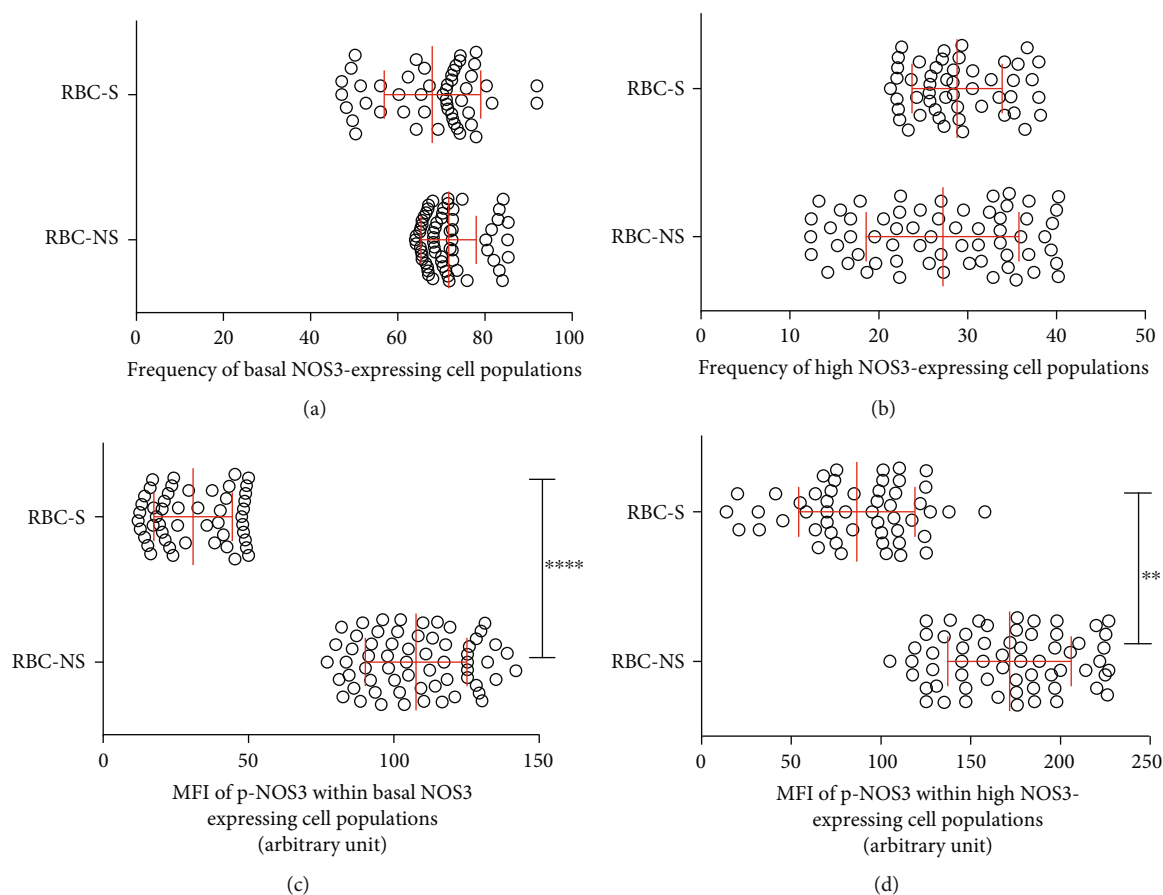 RBC-S
RBC-NS
0 20 40 60 80 100
Frequency of basal NOS3-expressing cell populations
(a)
RBC-S
RBC-NS
0 10 20 30 40 50
Frequency of high NOS3-expressing cell populations
(b)
RBC-S
****
RBC-NS
0 50 100 150
MFI of p-NOS3 within basal NOS3
expressing cell populations
(arbitrary unit)
(c)
RBC-S
**
RBC-NS
0 50 100 150 200 250
MFI of p-NOS3 within high NOS3-
expressing cell populations
(arbitrary unit)
(d)